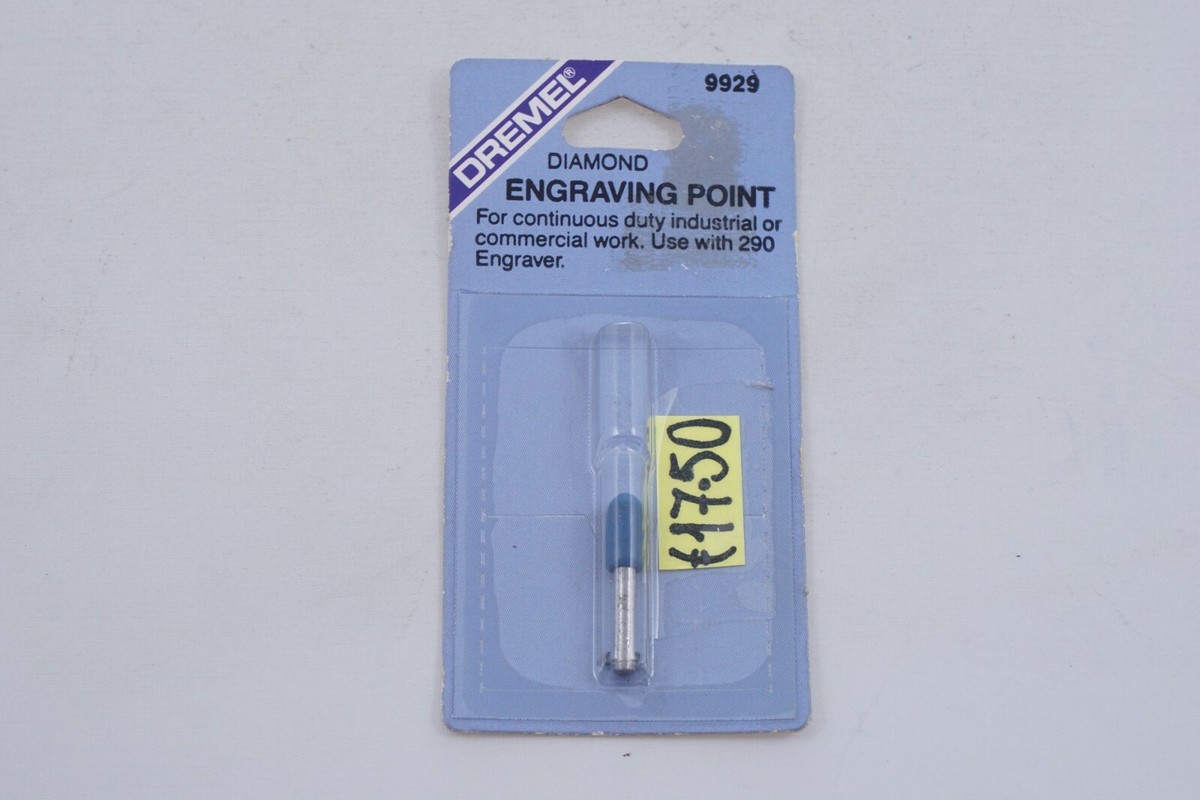 DREMEL®
9929
DIAMOND
ENGRAVING POINT
For continuous duty industrial or
commercial work. Use with 290
Engraver.
£17.50